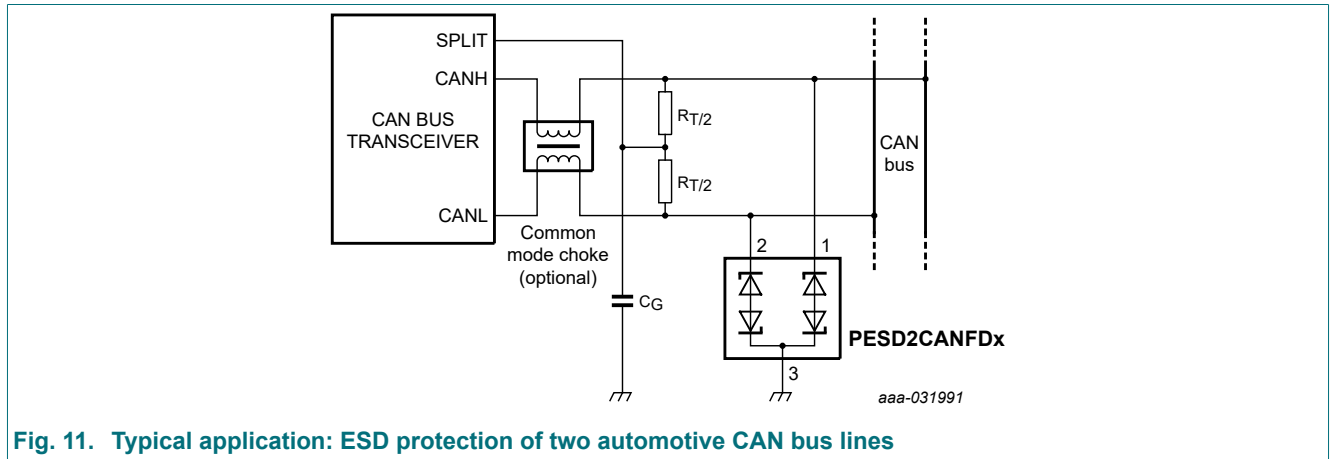 SPLIT
CANH
CAN BUS
TRANSCEIVER
CANL
Common
mode choke
(optional)
RT/2
RT/2
CG
CAN
bus
2
1
3
PESD2CANFDx
aaa-031991
Fig. 11. Typical application: ESD protection of two automotive CAN bus lines